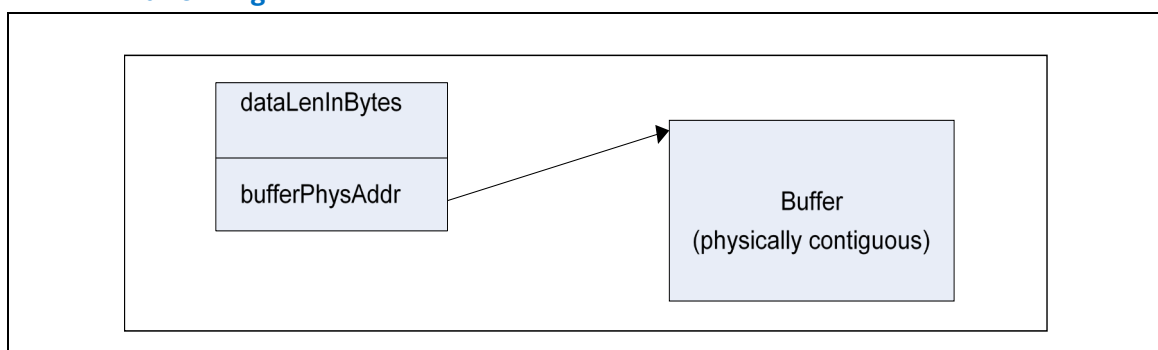 dataLenInBytes
bufferPhysAddr
Buffer
(physically contiguous)